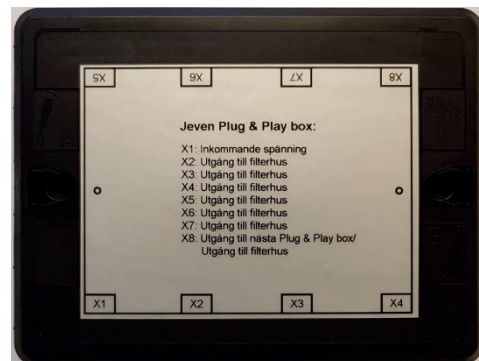 X5 X6 X7 X8
Jeven Plug & Play box:
X1: Inkommande spänning
X2: Utgång till filterhus
X3: Utgång till filterhus
X4: Utgång till filterhus
X5: Utgång till filterhus
X6: Utgång till filterhus
X7: Utgång till filterhus
X8: Utgång till nästa Plug & Play box/
Utgång till filterhus
X1 X2 X3 X4